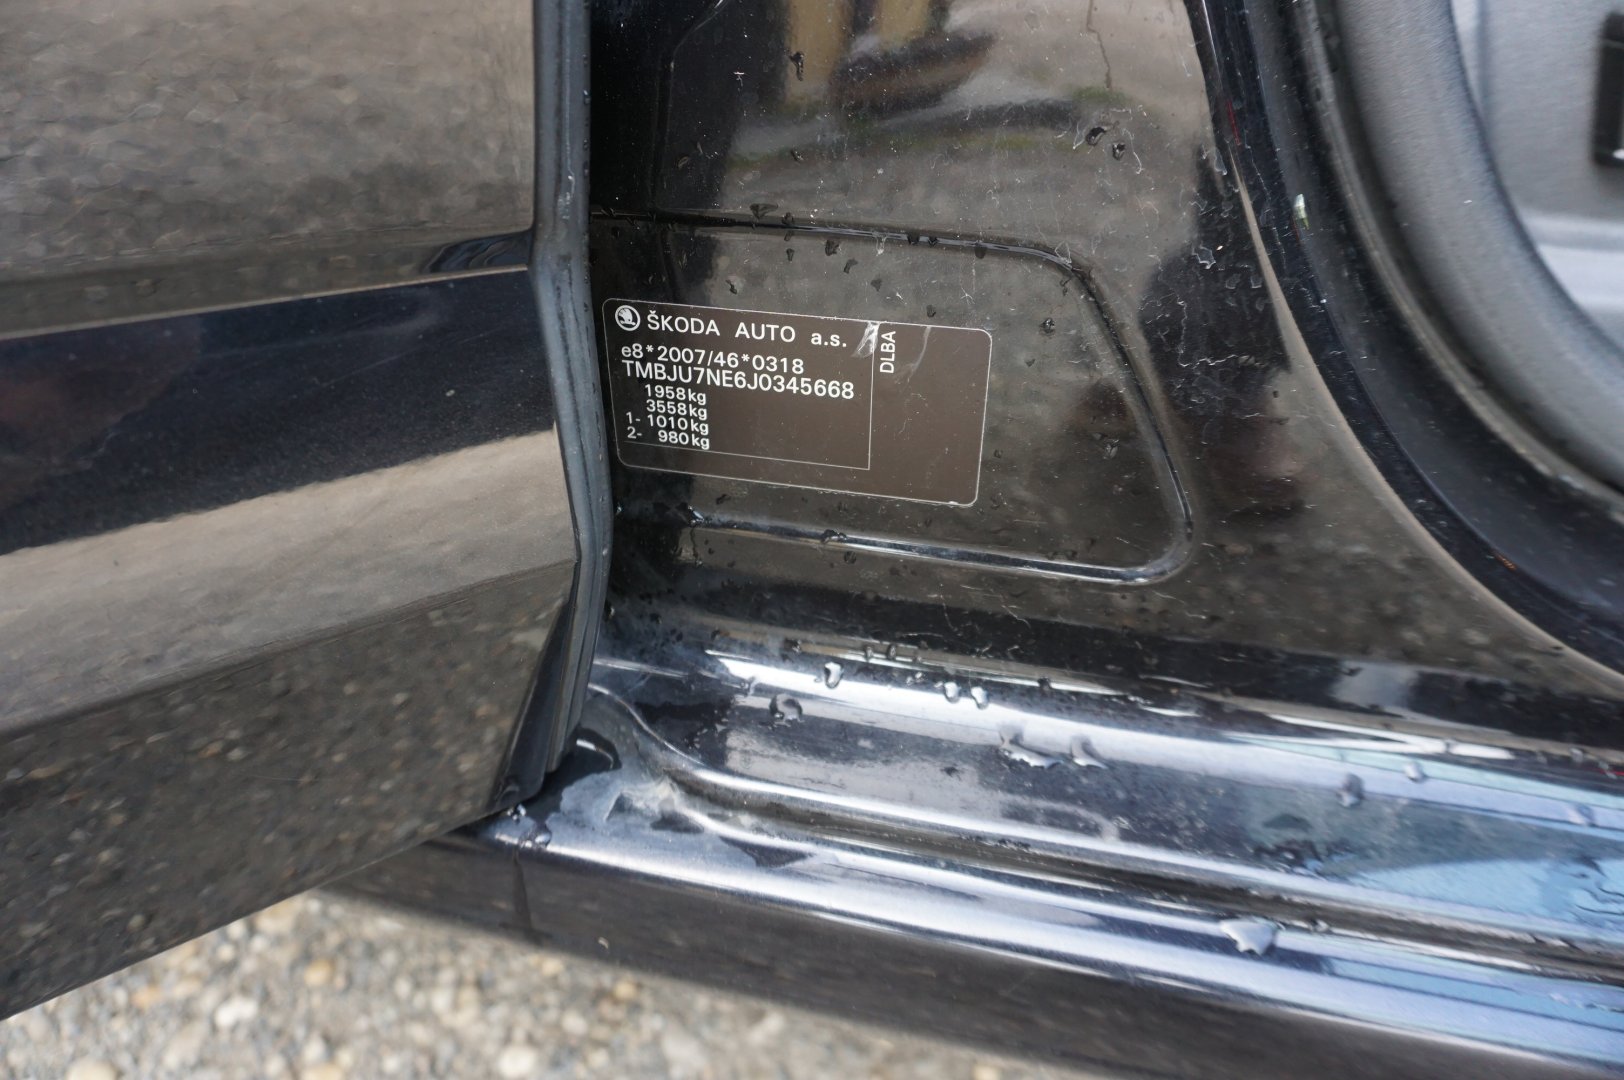 ŠKODA AUTO a.s.
DLBA
e8*2007/46*0318
TMBJU7NE6J0345668
1958kg
3558kg
1- 1010kg
2- 980kg